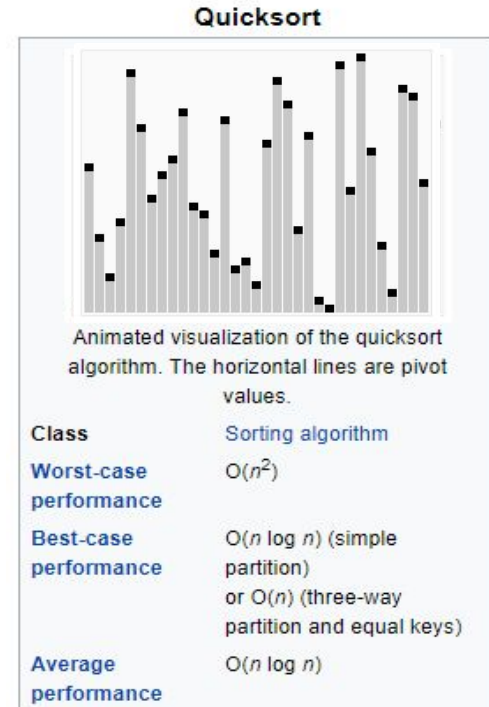 Quicksort
Animated visualization of the quicksort
algorithm. The horizontal lines are pivot
values.
Class Sorting algorithm
Worst-case O(n²)
performance
Best-case O(n log n) (simple
performance partition)
or O(n) (three-way
partition and equal keys)
Average O(n log n)
performance